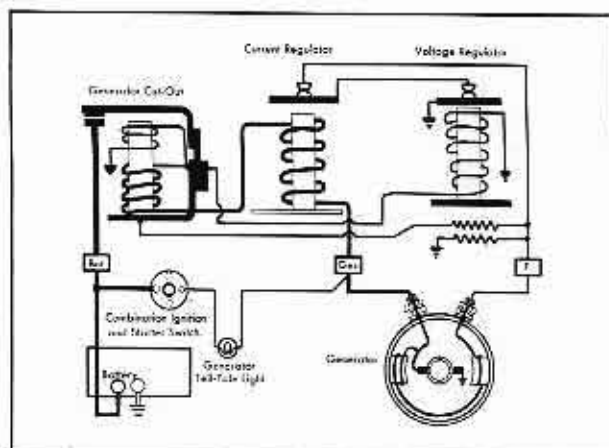 Current Regulator
Voltage Regulator
Generator Cut-Out
Bat
Gen
F
Combination Ignition
and Starter Switch
Generator
Tell-Tale Light
Generator
Battery